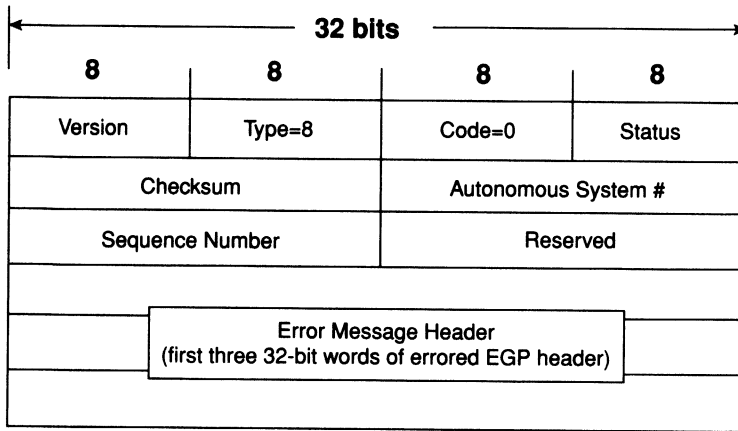 32 bits
8 8 8 8
Version Type=8 Code=0 Status
Checksum Autonomous System #
Sequence Number Reserved
Error Message Header
(first three 32-bit words of errored EGP header)